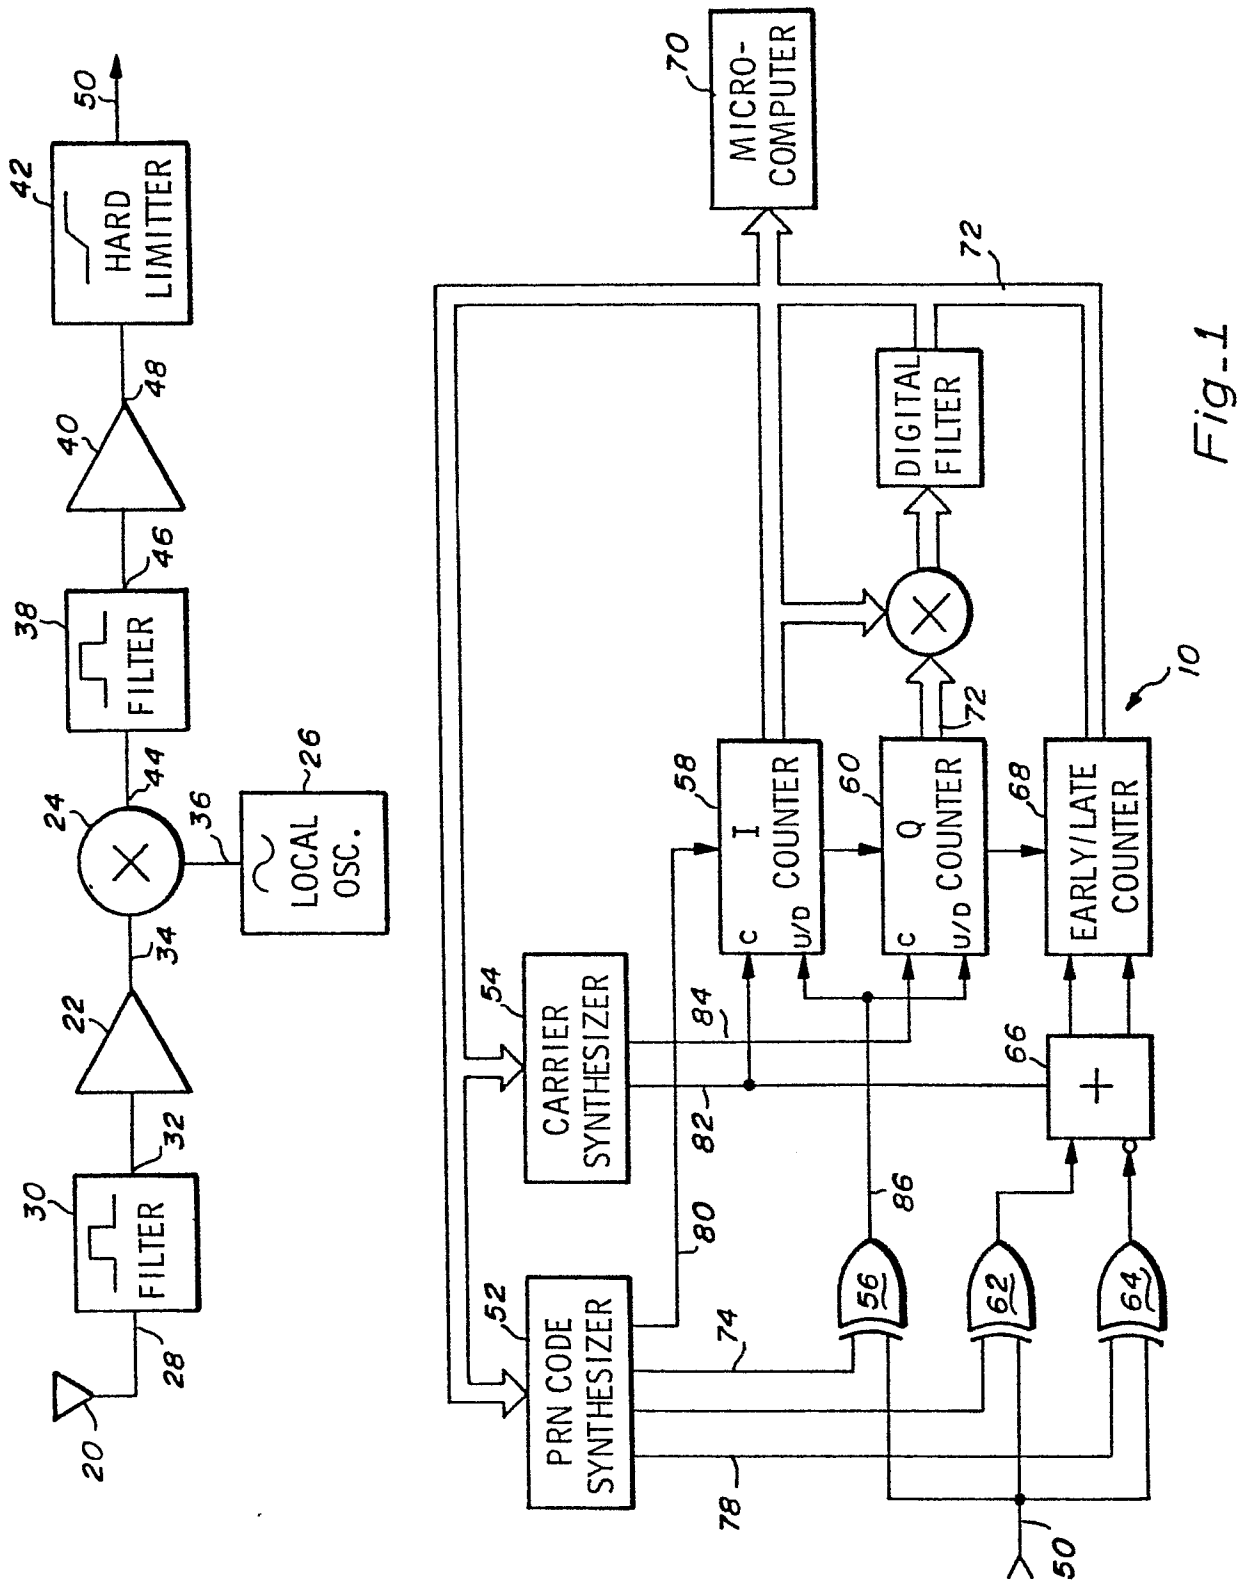 20
28
30
FILTER
32
22
34
24
36
LOCAL
OSC.
26
44
38
FILTER
46
40
48
42
HARD
LIMITTER
50
52
PRN CODE
SYNTHESIZER
54
CARRIER
SYNTHESIZER
74
78
80
82
84
50
56
62
64
86
66
+
58
I
COUNTER
C
U/D
60
Q
COUNTER
C
U/D
68
EARLY/LATE
COUNTER
72
DIGITAL
FILTER
72
70
MICRO-
COMPUTER
10
Fig_1